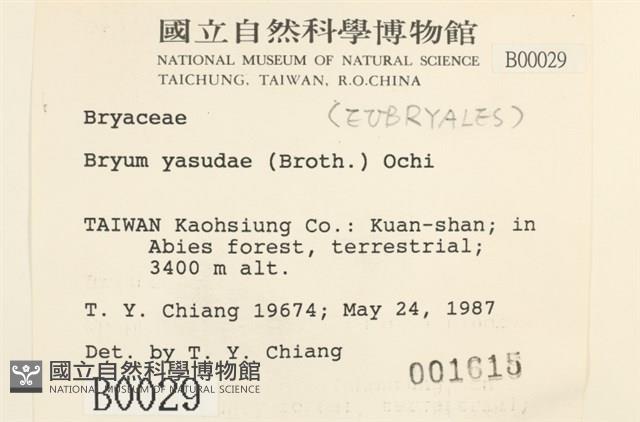 國立自然科學博物館
NATIONAL MUSEUM OF NATURAL SCIENCE
TAICHUNG, TAIWAN, R.O.CHINA
B00029
Bryaceae
(EUBRYALES)
Bryum yasudae (Broth.) Ochi
TAIWAN Kaohsiung Co.: Kuan-shan; in
Abies forest, terrestrial;
3400 m alt.
T. Y. Chiang 19674; May 24, 1987
Det. by T. Y. Chiang
001615
國立自然科學博物館
NATIONAL MUSEUM OF NATURAL SCIENCE
B0029